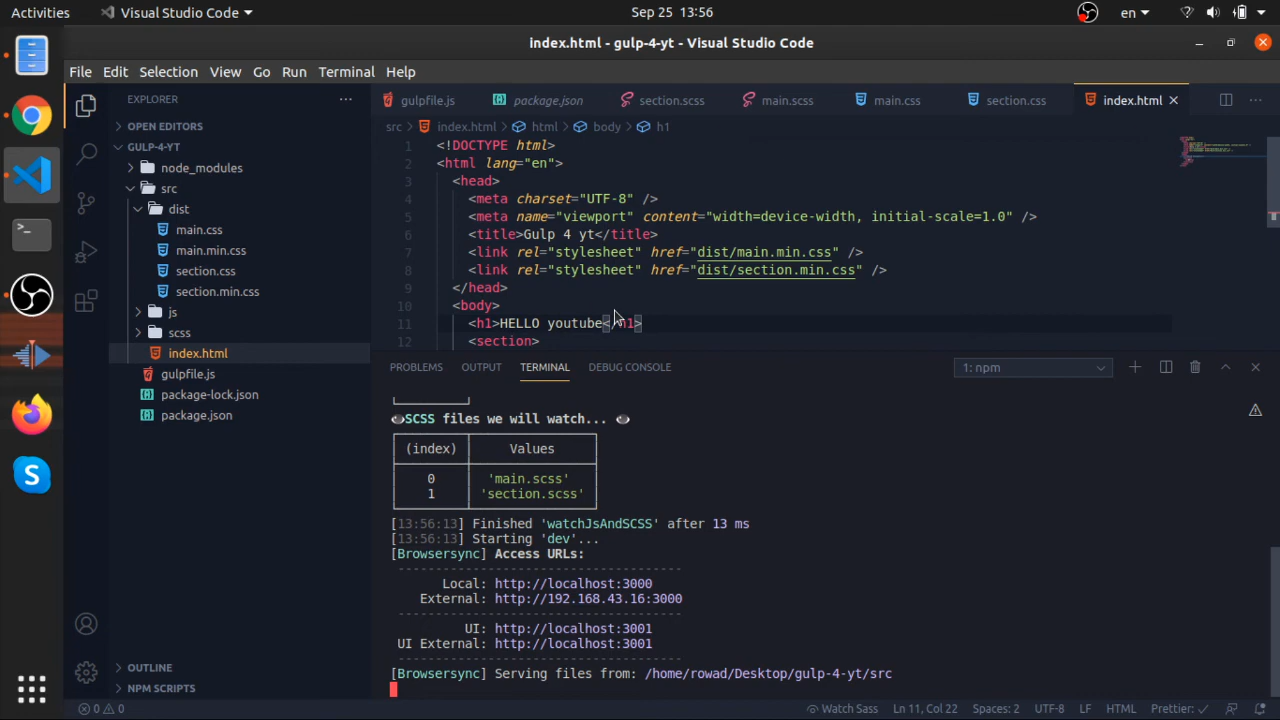 Activities Visual Studio Code Sep 25 13:56 en
index.html - gulp-4-yt - Visual Studio Code
File Edit Selection View Go Run Terminal Help
EXPLORER
OPEN EDITORS
GULP-4-YT
node_modules
src
dist
main.css
main.min.css
section.css
section.min.css
js
scss
index.html
gulpfile.js
package-lock.json
package.json
OUTLINE
NPM SCRIPTS
gulpfile.js package.json section.scss main.scss main.css section.css index.html
src index.html html body h1
1 <!DOCTYPE html>
2 <html lang="en">
3 <head>
4 <meta charset="UTF-8" />
5 <meta name="viewport" content="width=device-width, initial-scale=1.0" />
6 <title>Gulp 4 yt</title>
7 <link rel="stylesheet" href="dist/main.min.css" />
8 <link rel="stylesheet" href="dist/section.min.css" />
9 </head>
10 <body>
11 <h1>HELLO youtube</h1>
12 <section>
PROBLEMS OUTPUT TERMINAL DEBUG CONSOLE 1: npm
SCSS files we will watch...
(index) Values
0 'main.scss'
1 'section.scss'
[13:56:13] Finished 'watchJsAndSCSS' after 13 ms
[13:56:13] Starting 'dev'...
[Browsersync] Access URLs:
--------------------------------------
Local: http://localhost:3000
External: http://192.168.43.16:3000
--------------------------------------
UI: http://localhost:3001
UI External: http://localhost:3001
--------------------------------------
[Browsersync] Serving files from: /home/rowad/Desktop/gulp-4-yt/src
0 0 Watch Sass Ln 11, Col 22 Spaces: 2 UTF-8 LF HTML Prettier: ✓